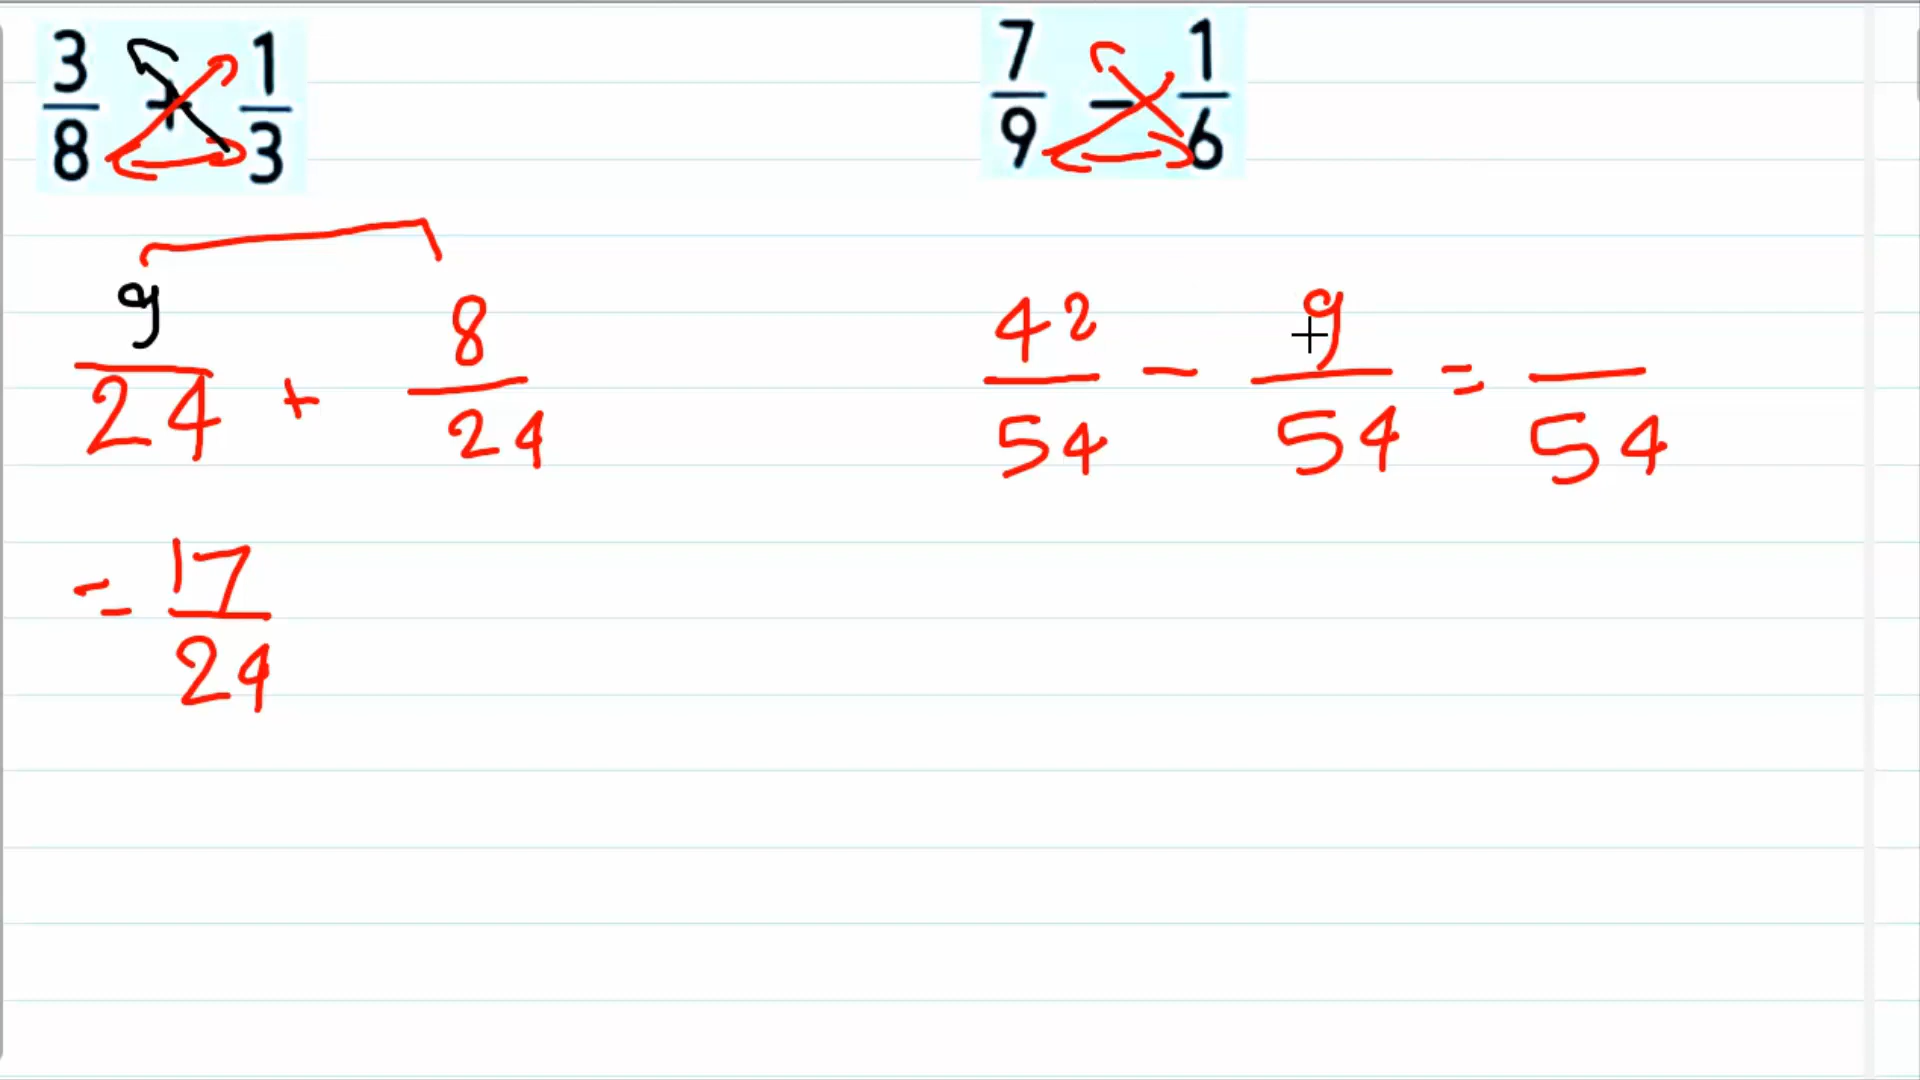 3/8 + 1/3
9/24 + 8/24
= 17/24
7/9 − 1/6
42/54 − 9/54 = /54